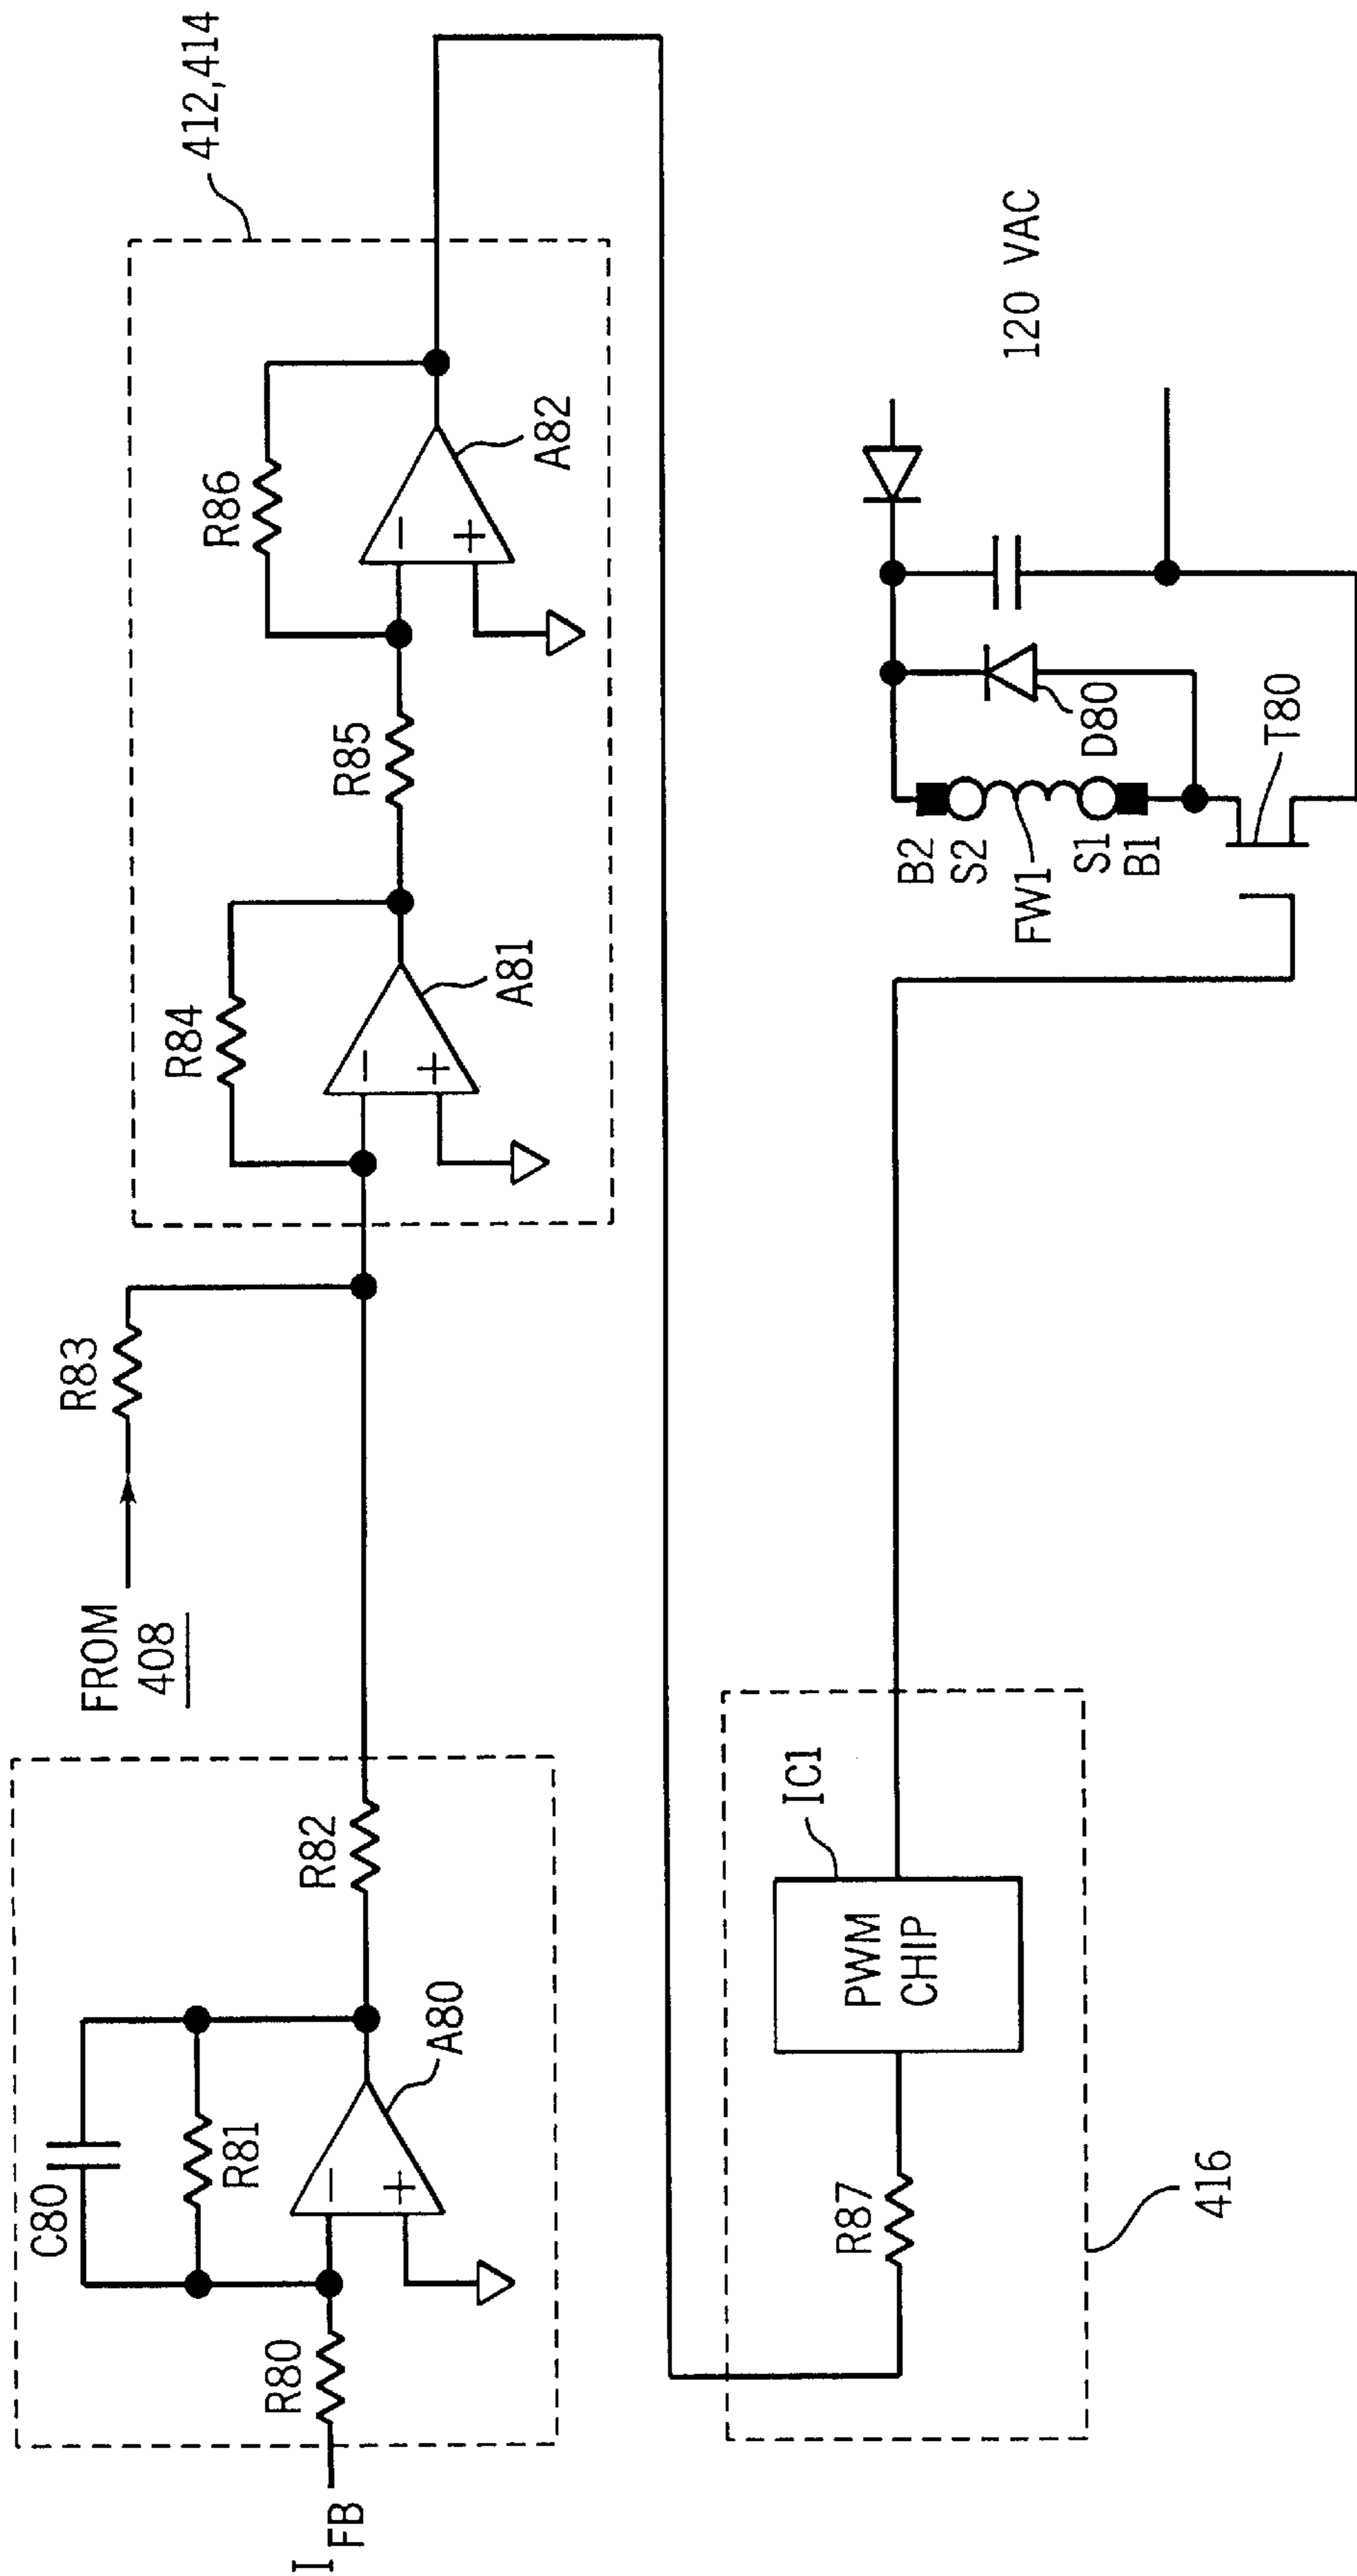 412,414
R86
A82
R85
R84
A81
R83
FROM
408
R82
C80
R81
A80
R80
I FB
120 VAC
D80
T80
B2
S2
FW1
S1
B1
IC1
PWM
CHIP
R87
416